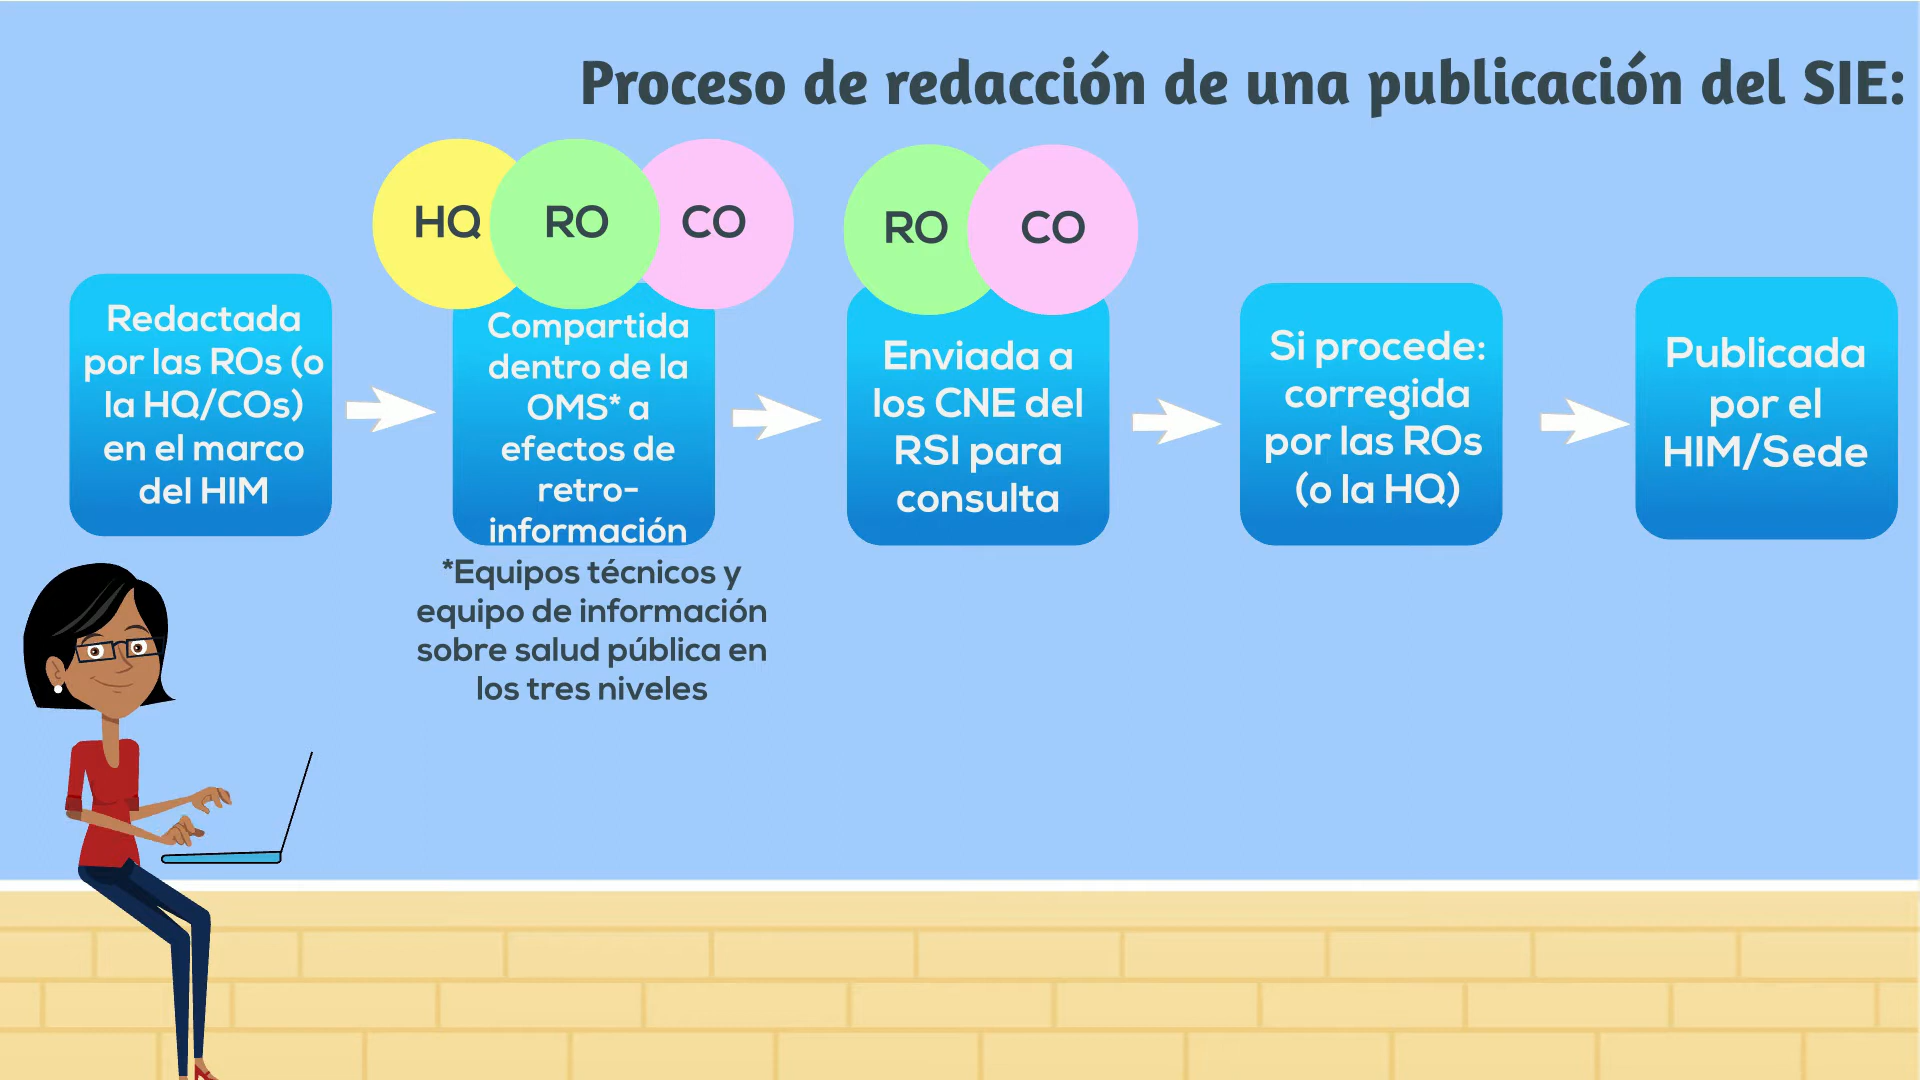 Proceso de redacción de una publicación del SIE:
HQ
RO
CO
RO
CO
Redactada
por las ROs (o
la HQ/COs)
en el marco
del HIM
Compartida
dentro de la
OMS* a
efectos de
retro-
información
*Equipos técnicos y
equipo de información
sobre salud pública en
los tres niveles
Enviada a
los CNE del
RSI para
consulta
Si procede:
corregida
por las ROs
(o la HQ)
Publicada
por el
HIM/Sede